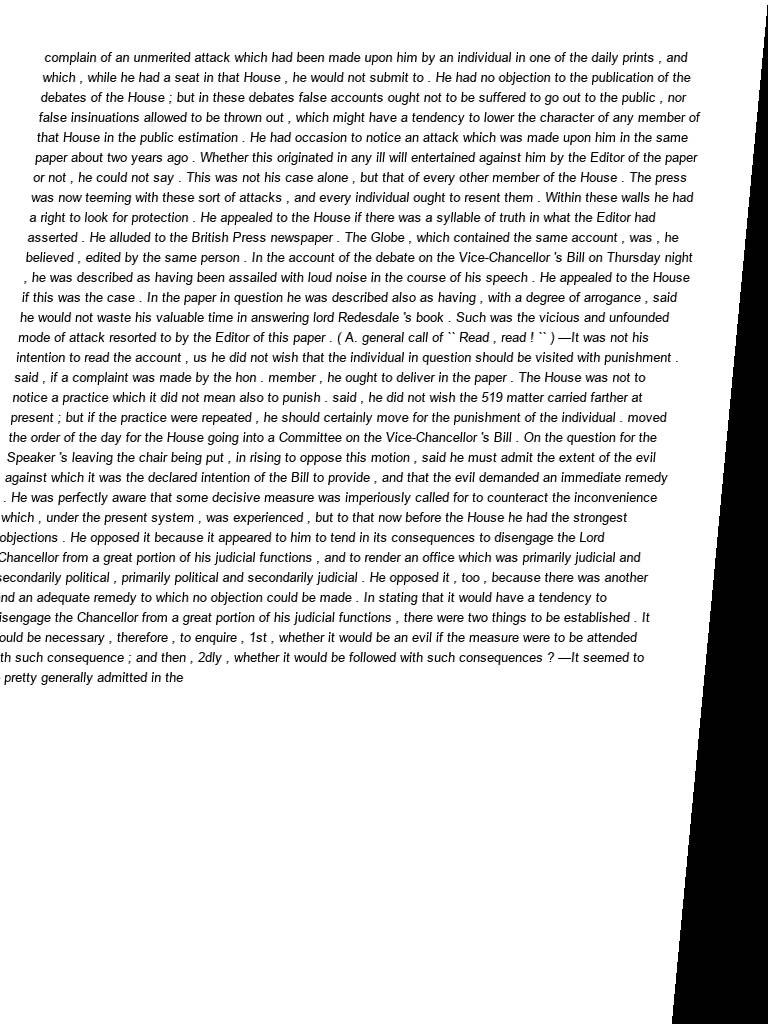 complain of an unmerited attack which had been made upon him by an individual in one of the daily prints , and
which , while he had a seat in that House , he would not submit to . He had no objection to the publication of the
debates of the House ; but in these debates false accounts ought not to be suffered to go out to the public , nor
false insinuations allowed to be thrown out , which might have a tendency to lower the character of any member of
that House in the public estimation . He had occasion to notice an attack which was made upon him in the same
paper about two years ago . Whether this originated in any ill will entertained against him by the Editor of the paper
or not , he could not say . This was not his case alone , but that of every other member of the House . The press
was now teeming with these sort of attacks , and every individual ought to resent them . Within these walls he had
a right to look for protection . He appealed to the House if there was a syllable of truth in what the Editor had
asserted . He alluded to the British Press newspaper . The Globe , which contained the same account , was , he
believed , edited by the same person . In the account of the debate on the Vice-Chancellor 's Bill on Thursday night
, he was described as having been assailed with loud noise in the course of his speech . He appealed to the House
if this was the case . In the paper in question he was described also as having , with a degree of arrogance , said
he would not waste his valuable time in answering lord Redesdale 's book . Such was the vicious and unfounded
mode of attack resorted to by the Editor of this paper . ( A. general call of `` Read , read ! `` ) —It was not his
intention to read the account , us he did not wish that the individual in question should be visited with punishment .
said , if a complaint was made by the hon . member , he ought to deliver in the paper . The House was not to
notice a practice which it did not mean also to punish . said , he did not wish the 519 matter carried farther at
present ; but if the practice were repeated , he should certainly move for the punishment of the individual . moved
the order of the day for the House going into a Committee on the Vice-Chancellor 's Bill . On the question for the
Speaker 's leaving the chair being put , in rising to oppose this motion , said he must admit the extent of the evil
against which it was the declared intention of the Bill to provide , and that the evil demanded an immediate remedy
. He was perfectly aware that some decisive measure was imperiously called for to counteract the inconvenience
which , under the present system , was experienced , but to that now before the House he had the strongest
objections . He opposed it because it appeared to him to tend in its consequences to disengage the Lord
Chancellor from a great portion of his judicial functions , and to render an office which was primarily judicial and
secondarily political , primarily political and secondarily judicial . He opposed it , too , because there was another
nd an adequate remedy to which no objection could be made . In stating that it would have a tendency to
isengage the Chancellor from a great portion of his judicial functions , there were two things to be established . It
ould be necessary , therefore , to enquire , 1st , whether it would be an evil if the measure were to be attended
th such consequence ; and then , 2dly , whether it would be followed with such consequences ? —It seemed to
pretty generally admitted in the